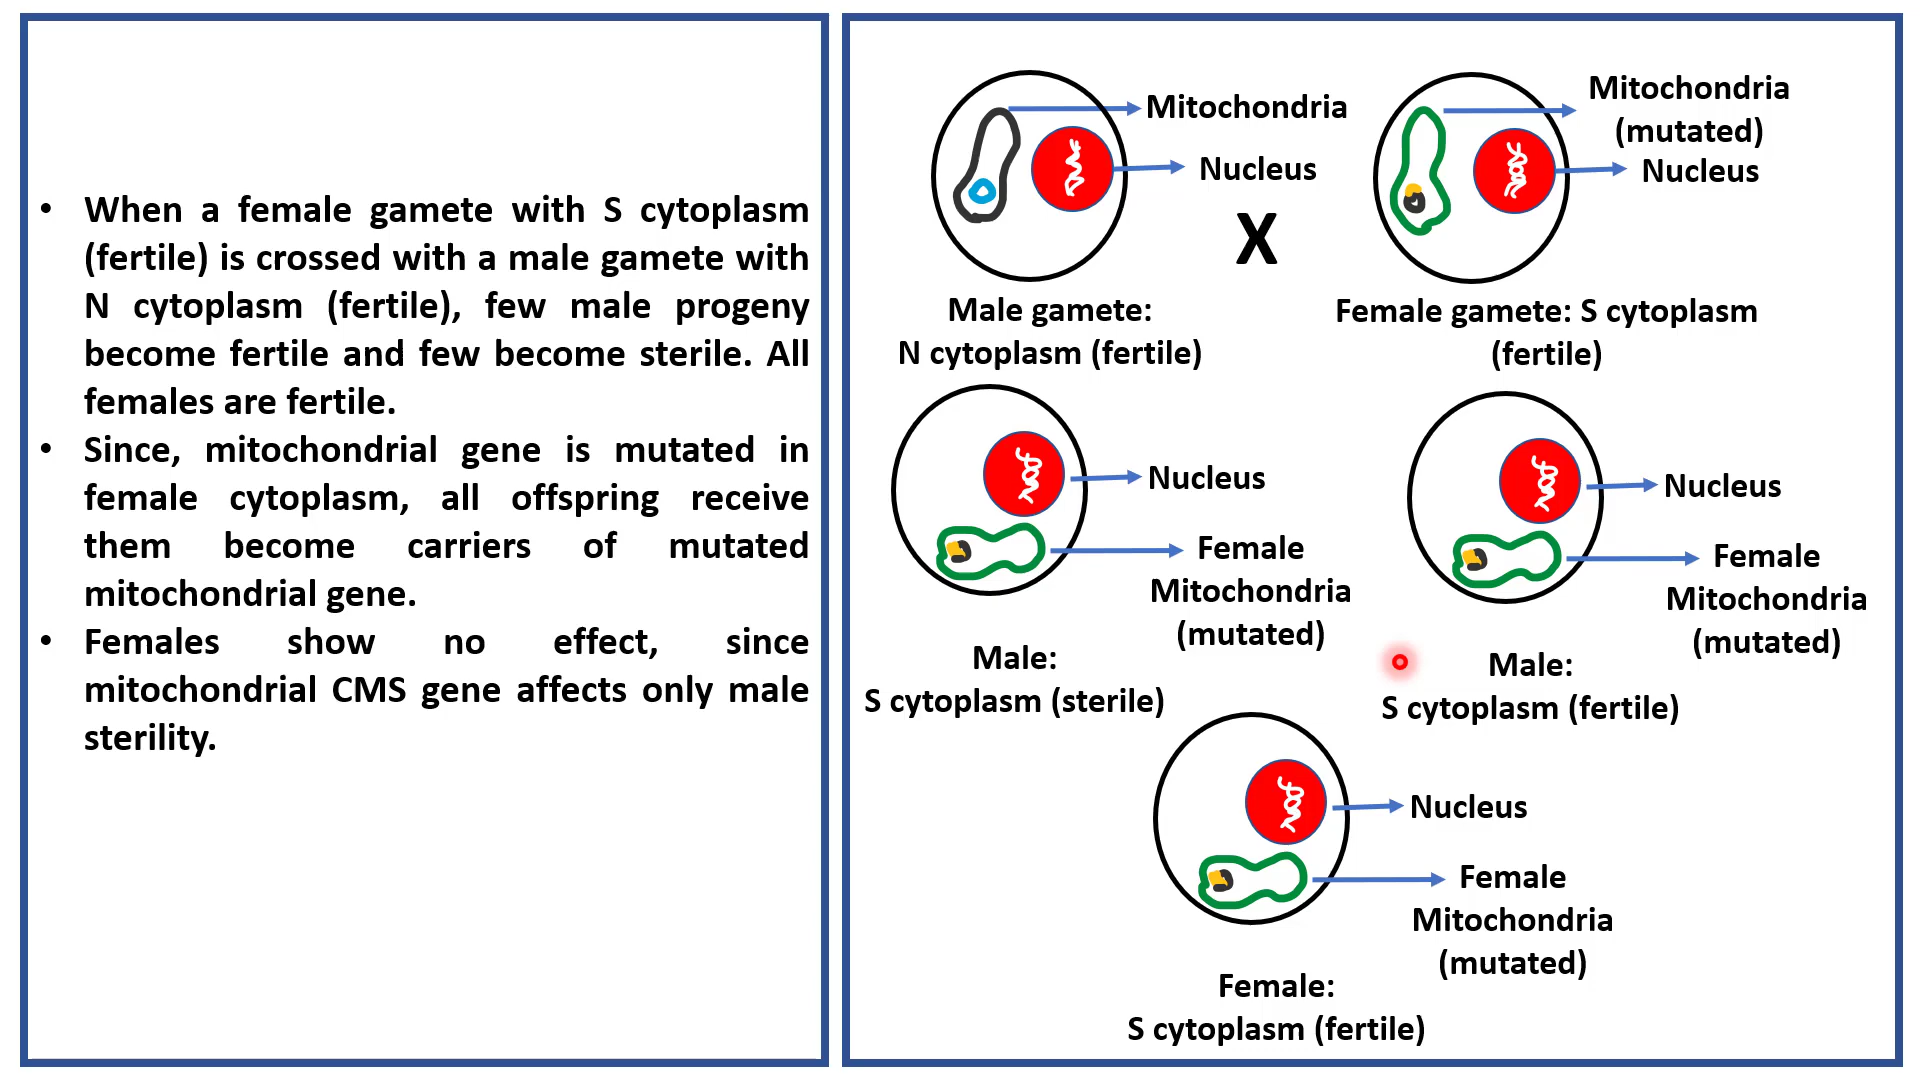 • When a female gamete with S cytoplasm
(fertile) is crossed with a male gamete with
N cytoplasm (fertile), few male progeny
become fertile and few become sterile. All
females are fertile.
• Since, mitochondrial gene is mutated in
female cytoplasm, all offspring receive
them become carriers of mutated
mitochondrial gene.
• Females show no effect, since
mitochondrial CMS gene affects only male
sterility.
Mitochondria
Nucleus
Mitochondria
(mutated)
Nucleus
X
Male gamete:
N cytoplasm (fertile)
Female gamete: S cytoplasm
(fertile)
Nucleus
Female
Mitochondria
(mutated)
Male:
S cytoplasm (sterile)
Nucleus
Female
Mitochondria
(mutated)
Male:
S cytoplasm (fertile)
Nucleus
Female
Mitochondria
(mutated)
Female:
S cytoplasm (fertile)